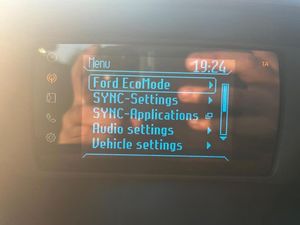 Menu 19:24
Ford EcoMode
SYNC-Settings
SYNC-Applications
Audio settings
Vehicle settings